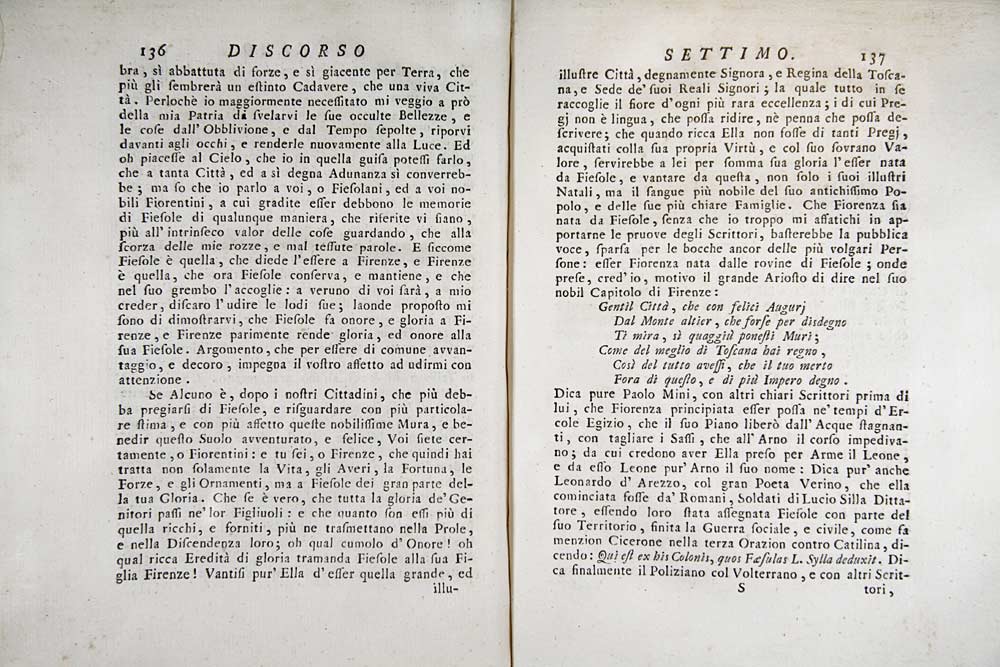 136 DISCORSO
bra, sì abbattuta di forze, e sì giacente per Terra, che
più gli ſembrerà un eſtinto Cadavere, che una viva Cit-
tà. Perlochè io maggiormente neceſſitato mi veggio a prò
della mia Patria di ſvelarvi le ſue occulte Bellezze, e
le coſe dall'Obblivione, e dal Tempo ſepolte, riporvi
davanti agli occhi, e renderle nuovamente alla Luce. Ed
oh piaceſſe al Cielo, che io in quella guiſa poteſſi farlo,
che a tanta Città, ed a sì degna Adunanza sì converreb-
be; ma ſo che io parlo a voi, o Fieſolani, ed a voi no-
bili Fiorentini, a cui gradite eſſer debbono le memorie
di Fieſole di qualunque maniera, che riferite vi ſiano,
più all'intrinſeco valor delle coſe guardando, che alla
ſcorza delle mie rozze, e mal teſſute parole. E ſiccome
Fieſole è quella, che diede l'eſſere a Firenze, e Firenze
è quella, che ora Fieſole conſerva, e mantiene, e che
nel ſuo grembo l'accoglie: a veruno di voi ſarà, a mio
creder, diſcaro l'udire le lodi ſue; laonde propoſto mi
ſono di dimoſtrarvi, che Fieſole fa onore, e gloria a Fi-
renze, e Firenze parimente rende gloria, ed onore alla
ſua Fieſole. Argomento, che per eſſere di comune avvan-
taggio, e decoro, impegna il voſtro affetto ad udirmi con
attenzione.
Se Alcuno è, dopo i noſtri Cittadini, che più deb-
ba pregiarſi di Fieſole, e riſguardare con più particola-
re ſtima, e con più affetto queſte nobiliſſime Mura, e be-
nedir queſto Suolo avventurato, e felice, Voi ſiete cer-
tamente, o Fiorentini: e tu ſei, o Firenze, che quindi hai
tratta non ſolamente la Vita, gli Averi, la Fortuna, le
Forze, e gli Ornamenti, ma a Fieſole dei gran parte del-
la tua Gloria. Che ſe è vero, che tutta la gloria de'Ge-
nitori paſſi ne'lor Figliuoli: e che quanto ſon eſſi più di
quella ricchi, e forniti, più ne traſmettano nella Prole,
e nella Diſcendenza loro; oh qual cumolo d'Onore! oh
qual ricca Eredità di gloria tramanda Fieſole alla ſua Fi-
glia Firenze! Vantiſi pur'Ella d'eſſer quella grande, ed
illu-
SETTIMO. 137
illuſtre Città, degnamente Signora, e Regina della Toſca-
na, e Sede de'ſuoi Reali Signori; la quale tutto in ſe
raccoglie il fiore d'ogni più rara eccellenza; i di cui Pre-
gj non è lingua, che poſſa ridire, nè penna che poſſa de-
ſcrivere; che quando ricca Ella non foſſe di tanti Pregj,
acquiſtati colla ſua propria Virtù, e col ſuo ſovrano Va-
lore, ſervirebbe a lei per ſomma ſua gloria l'eſſer nata
da Fieſole, e vantare da queſta, non ſolo i ſuoi illuſtri
Natali, ma il ſangue più nobile del ſuo antichiſſimo Po-
polo, e delle ſue più chiare Famiglie. Che Fiorenza ſia
nata da Fieſole, ſenza che io troppo mi affatichi in ap-
portarne le pruove degli Scrittori, baſterebbe la pubblica
voce, ſparſa per le bocche ancor delle più volgari Per-
ſone: eſſer Fiorenza nata dalle rovine di Fieſole; onde
preſe, cred'io, motivo il grande Arioſto di dire nel ſuo
nobil Capitolo di Firenze:
Gentil Città, che con felici Augurj
Dal Monte altier, che forſe per diſdegno
Ti mira, sì quaggiù poneſti Muri;
Come del meglio di Toſcana hai regno,
Così del tutto aveſſi, che il tuo merto
Fora di queſto, e di più Impero degno.
Dica pure Paolo Mini, con altri chiari Scrittori prima di
lui, che Fiorenza principiata eſſer poſſa ne'tempi d'Er-
cole Egizio, che il ſuo Piano liberò dall'Acque ſtagnan-
ti, con tagliare i Saſſi, che all'Arno il corſo impediva-
no; da cui credono aver Ella preſo per Arme il Leone,
e da eſſo Leone pur'Arno il ſuo nome: Dica pur'anche
Leonardo d'Arezzo, col gran Poeta Verino, che ella
cominciata foſſe da'Romani, Soldati di Lucio Silla Ditta-
tore, eſſendo loro ſtata aſſegnata Fieſole con parte del
ſuo Territorio, finita la Guerra ſociale, e civile, come fa
menzion Cicerone nella terza Orazion contro Catilina, di-
cendo: Qui eſt ex his Colonis, quos Fæſulas L. Sylla deduxit. Di-
ca finalmente il Poliziano col Volterrano, e con altri Scrit-
S tori,